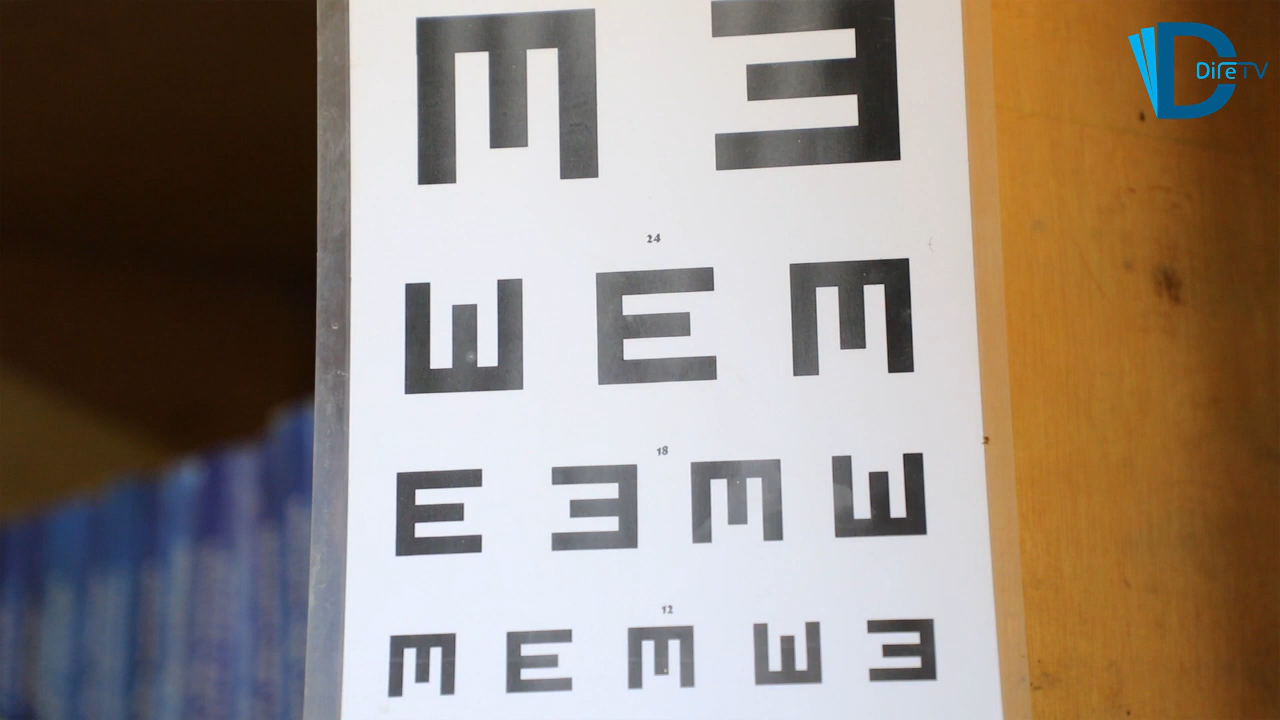 M Ǝ
24
W E M
18
E Ǝ M W
12
M E M W Ǝ
DireTV